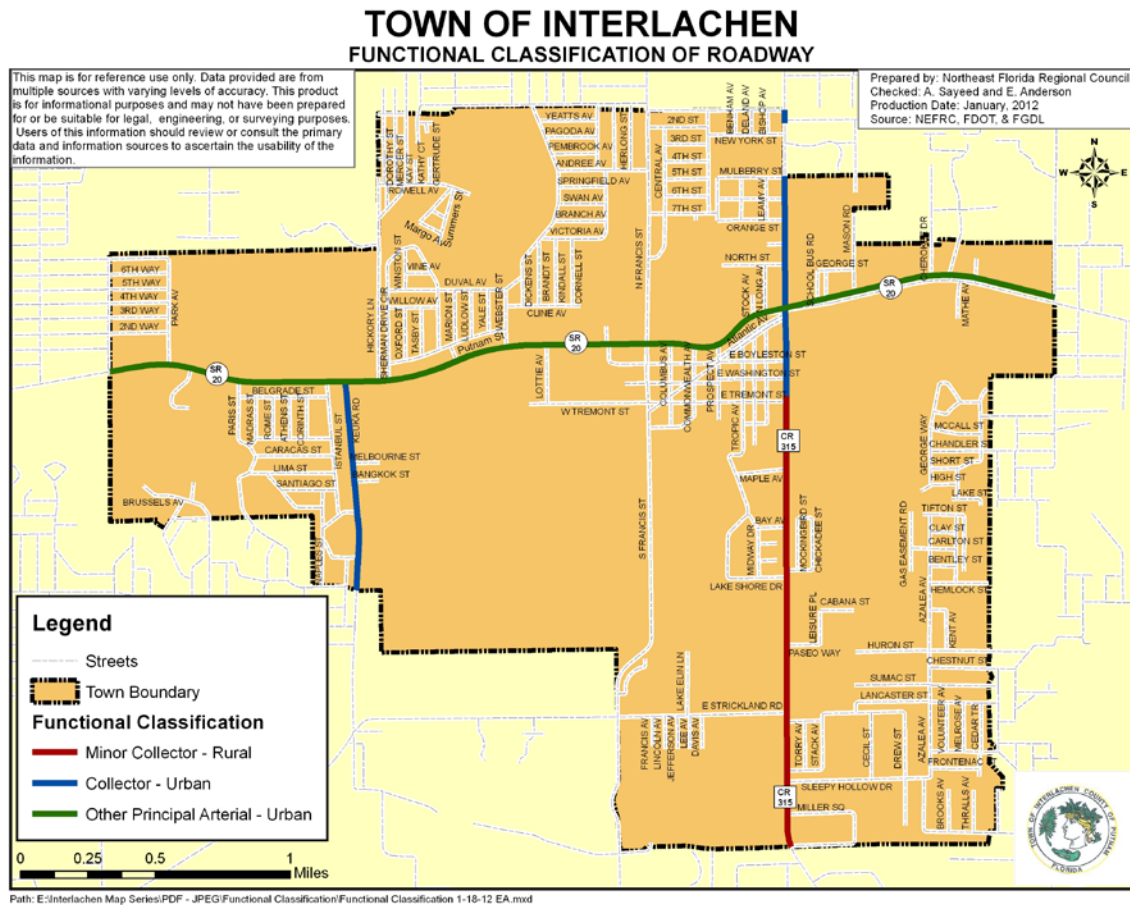 TOWN OF INTERLACHEN
FUNCTIONAL CLASSIFICATION OF ROADWAY
This map is for reference use only. Data provided are from
multiple sources with varying levels of accuracy. This product
is for informational purposes and may not have been prepared
for or be suitable for legal, engineering, or surveying purposes.
Users of this information should review or consult the primary
data and information sources to ascertain the usability of the
information.
Prepared by: Northeast Florida Regional Council
Checked: A. Sayeed and E. Anderson
Production Date: January, 2012
Source: NEFRC, FDOT, & FGDL
N
W
E
S
DOROTHY ST
MERCER ST
KAY ST
KATHY CT
GERTRUDE ST
ROWELL AV
Margo Av
Summers St
YEATTS AV
PAGODA AV
PEMBROOK AV
ANDREE AV
SPRINGFIELD AV
SWAN AV
BRANCH AV
VICTORIA AV
HERLONG ST
CENTRAL AV
2ND ST
3RD ST
4TH ST
5TH ST
6TH ST
7TH ST
BENHAM AV
DELAND AV
BISHOP AV
NEW YORK ST
MULBERRY ST
LEAMY AV
ORANGE ST
NORTH ST
STOCK AV
N LONG AV
SCHOOL BUS RD
GEORGE ST
MASON RD
CHEROKEE DR
MATHE AV
SR
20
6TH WAY
5TH WAY
4TH WAY
3RD WAY
2ND WAY
PARK AV
HICKORY LN
SHERMAN DRIVE CIR
WINSTON ST
VINE AV
WILLOW AV
OXFORD ST
TASBY ST
DUVAL AV
MARION ST
LUDLOW ST
YALE ST
WEBSTER ST
Putnam St
DICKENS ST
BRANDT ST
KINDALL ST
CORNELL ST
CLINE AV
N FRANCIS ST
SR
20
SR
20
LOTTIE AV
W TREMONT ST
COLUMBUS AV
COMMONWEALTH AV
PROSPECT AV
Atlantic Av
E BOYLESTON ST
E WASHINGTON ST
E TREMONT ST
TROPIC AV
BELGRADE ST
PARIS ST
MADRAS ST
ROME ST
ATHENS ST
CORINTH ST
ISTANBUL ST
KEUKA RD
CARACAS ST
LIMA ST
SANTIAGO ST
MELBOURNE ST
BANGKOK ST
BRUSSELS AV
NAPLES ST
CR
315
MAPLE AV
BAY AV
MIDWAY DR
MOCKINGBIRD ST
CHICKADEE ST
LAKE SHORE DR
S FRANCIS ST
GEORGE WAY
MCCALL ST
CHANDLER ST
SHORT ST
HIGH ST
LAKE ST
TIFTON ST
CLAY ST
CARLTON ST
BENTLEY ST
HEMLOCK ST
GAS EASEMENT RD
AZALEA AV
KENT AV
CABANA ST
LEISURE PL
PASEO WAY
HURON ST
CHESTNUT ST
SUMAC ST
LANCASTER ST
LAKE ELIN LN
E STRICKLAND RD
FRANCIS AV
LINCOLN AV
JEFFERSON AV
LEE AV
DAVIS AV
TORRY AV
STACK AV
CECIL ST
DREW ST
AZALEA AV
VOLUNTEER AV
MELROSE AV
CEDAR TR
FRONTENAC ST
SLEEPY HOLLOW DR
MILLER SQ
BROOKS AV
THRALLS AV
CR
315
Legend
Streets
Town Boundary
Functional Classification
Minor Collector - Rural
Collector - Urban
Other Principal Arterial - Urban
0
0.25
0.5
1
Miles
TOWN OF INTERLACHEN COUNTY OF PUTNAM
FLORIDA
Path: E:\Interlachen Map Series\PDF - JPEG\Functional Classification\Functional Classification 1-18-12 EA.mxd